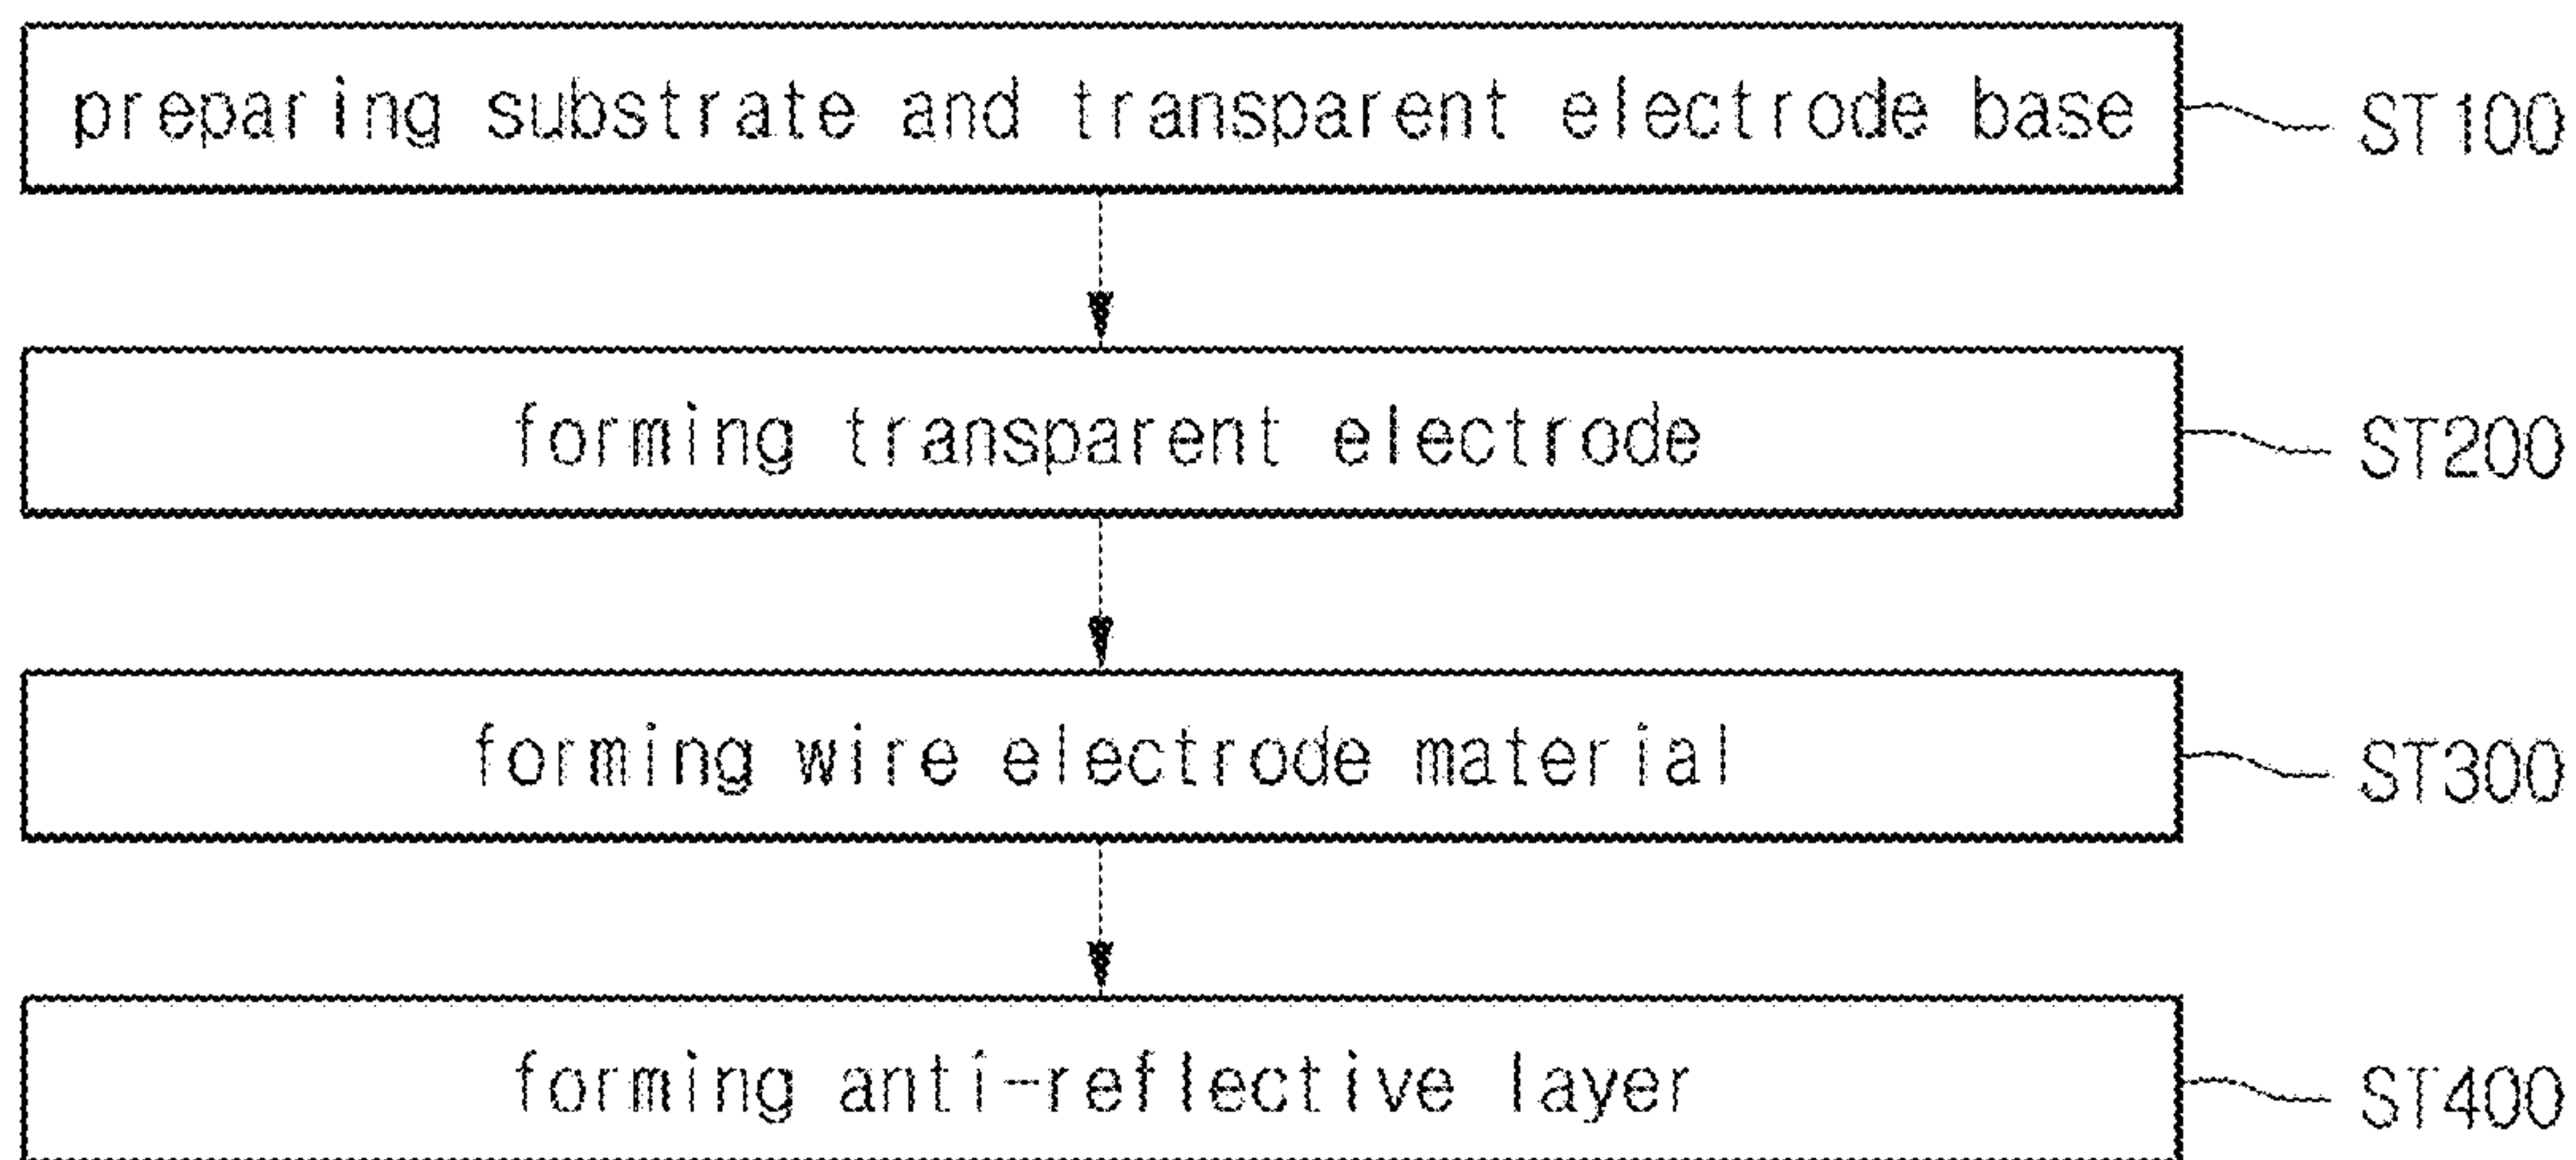 preparing substrate and transparent electrode base ST100
forming transparent electrode ST200
forming wire electrode material ST300
forming anti-reflective layer ST400